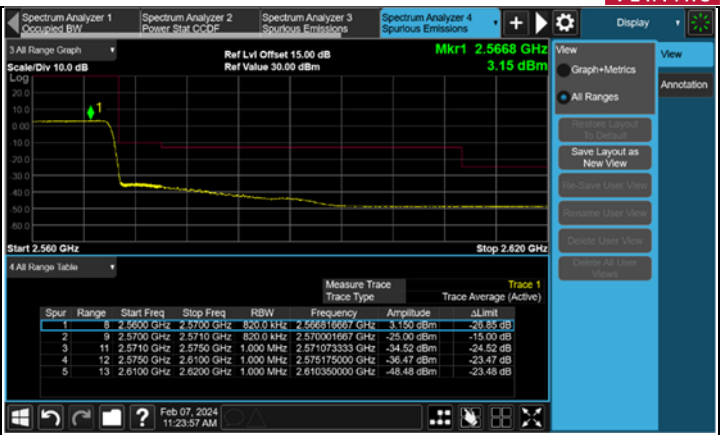 Spectrum Analyzer 1
Occupied BW
Spectrum Analyzer 2
Power Stat CCDF
Spectrum Analyzer 3
Spurious Emissions
Spectrum Analyzer 4
Spurious Emissions
+
Display
3 All Range Graph
Ref Lvl Offset 15.00 dB
Mkr1 2.5668 GHz
Scale/Div 10.0 dB
Ref Value 30.00 dBm
3.15 dBm
Log
20.0
10.0
0.00
-10.0
-20.0
-30.0
-40.0
-50.0
-60.0
1
Start 2.560 GHz
Stop 2.620 GHz
4 All Range Table
Measure Trace Trace 1
Trace Type Trace Average (Active)
Spur Range Start Freq Stop Freq RBW Frequency Amplitude ΔLimit
1 8 2.5600 GHz 2.5700 GHz 820.0 kHz 2.566816667 GHz 3.150 dBm -26.85 dB
2 9 2.5700 GHz 2.5710 GHz 820.0 kHz 2.570001667 GHz -25.00 dBm -15.00 dB
3 11 2.5710 GHz 2.5750 GHz 1.000 MHz 2.571073333 GHz -34.52 dBm -24.52 dB
4 12 2.5750 GHz 2.6100 GHz 1.000 MHz 2.575175000 GHz -36.47 dBm -23.47 dB
5 13 2.6100 GHz 2.6200 GHz 1.000 MHz 2.610350000 GHz -48.48 dBm -23.48 dB
View
Graph+Metrics
All Ranges
Restore Layout
To Default
Save Layout as
New View
Re-Save User View
Rename User View
Delete User View
Delete All User
Views
View
Annotation
?
Feb 07, 2024
11:23:57 AM